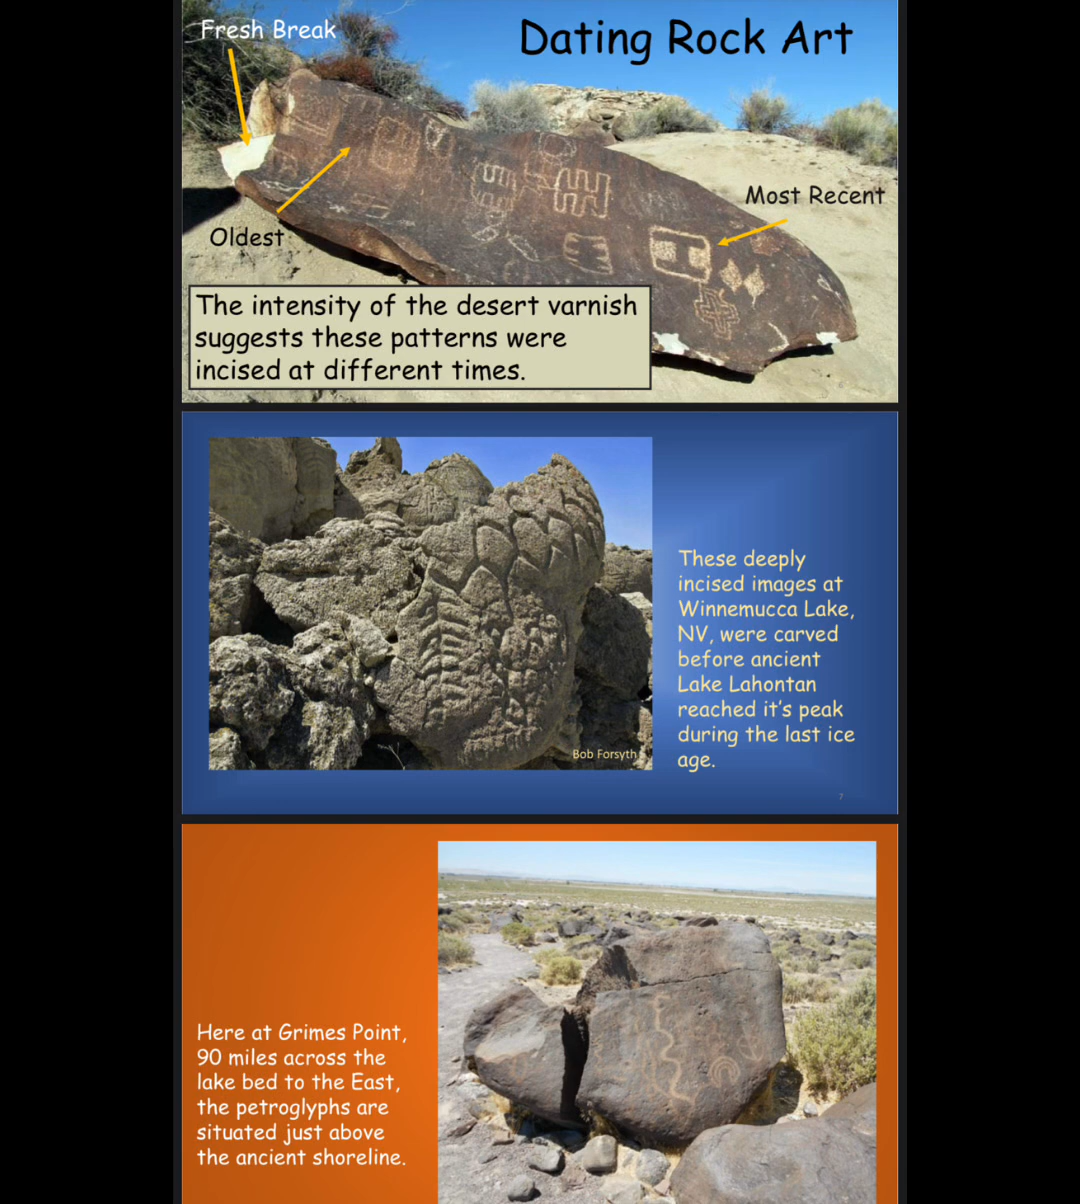 Fresh Break
Dating Rock Art
Most Recent
Oldest
The intensity of the desert varnish
suggests these patterns were
incised at different times.
These deeply
incised images at
Winnemucca Lake,
NV, were carved
before ancient
Lake Lahontan
reached it's peak
during the last ice
age.
Bob Forsyth
7
Here at Grimes Point,
90 miles across the
lake bed to the East,
the petroglyphs are
situated just above
the ancient shoreline.